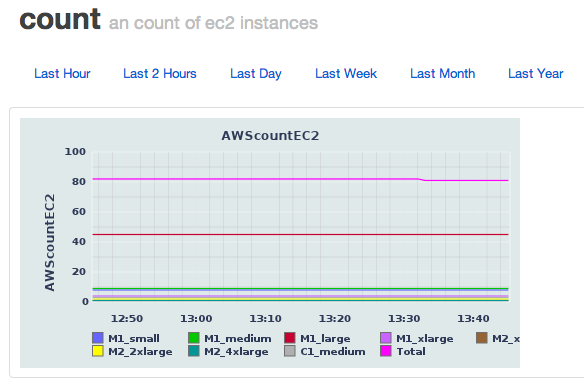 count an count of ec2 instances
Last Hour Last 2 Hours Last Day Last Week Last Month Last Year
AWScountEC2
AWScountEC2
100
80
60
40
20
0
12:50 13:00 13:10 13:20 13:30 13:40
M1_small M1_medium M1_large M1_xlarge M2_x
M2_2xlarge M2_4xlarge C1_medium Total